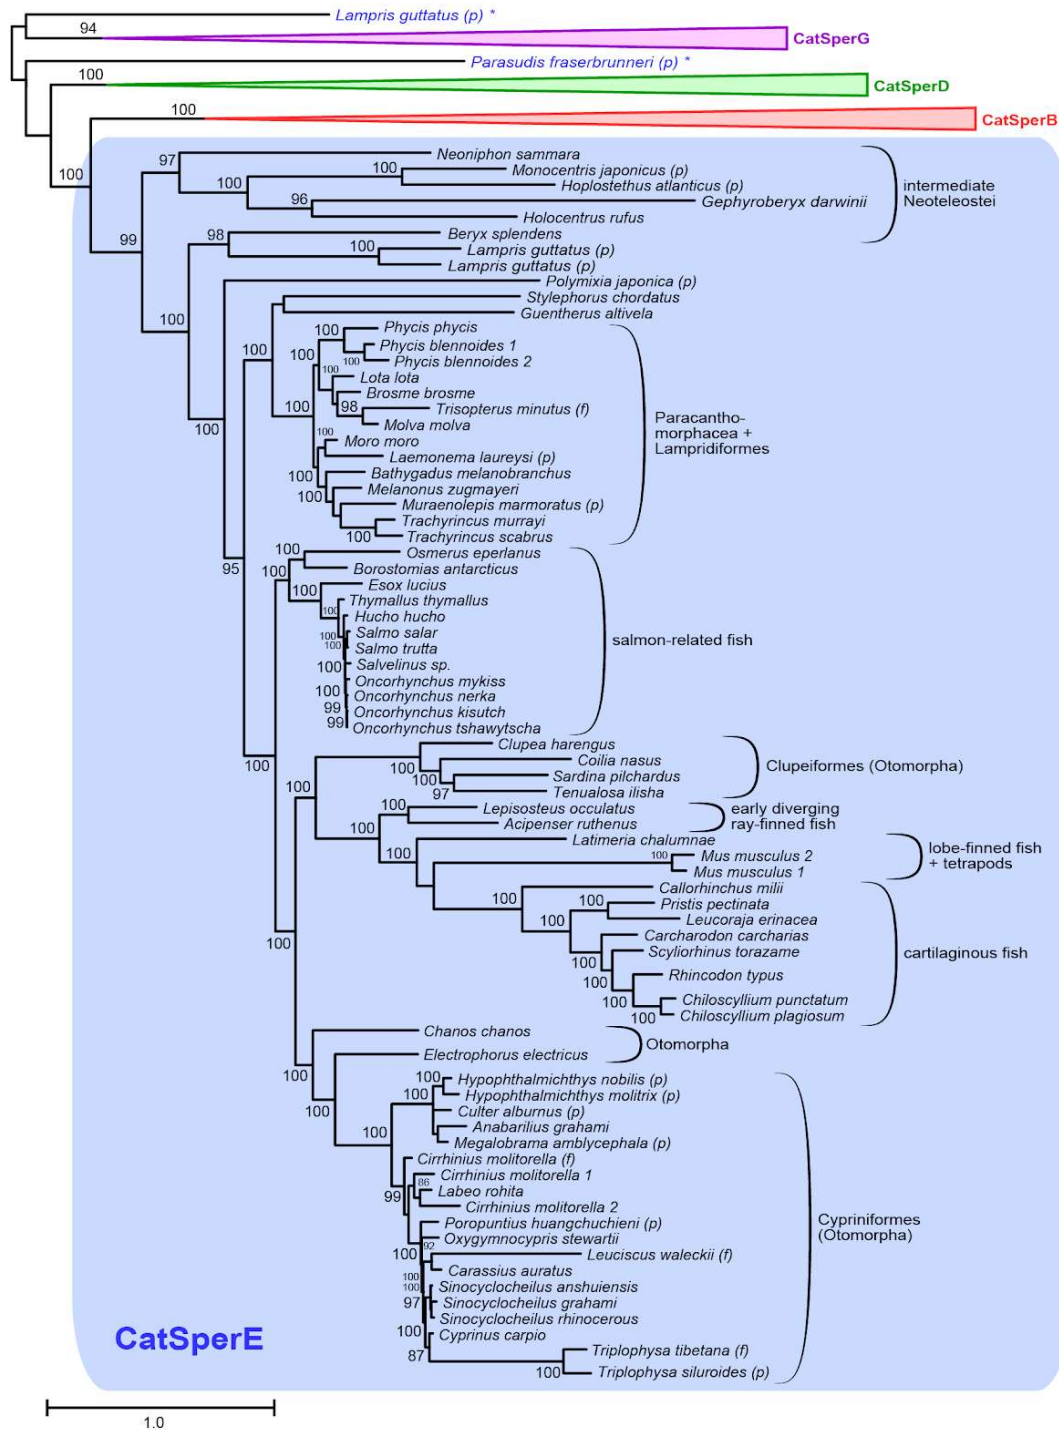 Lampris guttatus (p) *
94
CatSperG
Parasudis fraserbrunneri (p) *
100
CatSperD
100
CatSperB
100
97
Neoniphon sammara
100
Monocentris japonicus (p)
100
Hoplostethus atlanticus (p)
intermediate
Neoteleostei
96
Gephyroberyx darwinii
Holocentrus rufus
99
98
Beryx splendens
100
Lampris guttatus (p)
Lampris guttatus (p)
Polymixia japonica (p)
Stylephorus chordatus
Guentherus altivela
100
100
Phycis phycis
100
100
Phycis blennoides 1
100
Phycis blennoides 2
100
Lota lota
Brosme brosme
100
98
Trisopterus minutus (f)
Molva molva
Paracantho-
morphacea +
Lampridiformes
100
100
Moro moro
Laemonema laureysi (p)
100
Bathygadus melanobranchus
100
Melanonus zugmayeri
Muraenolepis marmoratus (p)
Trachyrincus murrayi
100
Trachyrincus scabrus
95
100
Osmerus eperlanus
100
Borostomias antarcticus
100
Esox lucius
Thymallus thymallus
100
Hucho hucho
100
Salmo salar
100
Salmo trutta
salmon-related fish
100
Salvelinus sp.
Oncorhynchus mykiss
100
Oncorhynchus nerka
99
Oncorhynchus kisutch
99
Oncorhynchus tshawytscha
100
Clupea harengus
100
Coilia nasus
100
Sardina pilchardus
97
Tenualosa ilisha
Clupeiformes (Otomorpha)
100
100
Lepisosteus occulatus
Acipenser ruthenus
early diverging
ray-finned fish
100
Latimeria chalumnae
100
100
Mus musculus 2
Mus musculus 1
lobe-finned fish
+ tetrapods
100
Callorhinchus milii
100
Pristis pectinata
Leucoraja erinacea
100
100
Carcharodon carcharias
100
Scyliorhinus torazame
100
Rhincodon typus
100
Chiloscyllium punctatum
100
Chiloscyllium plagiosum
cartilaginous fish
100
Chanos chanos
Otomorpha
Electrophorus electricus
100
100
100
Hypophthalmichthys nobilis (p)
100
Hypophthalmichthys molitrix (p)
Culter alburnus (p)
100
Anabarilius grahami
Megalobrama amblycephala (p)
Cirrhinius molitorella (f)
Cirrhinius molitorella 1
99
86
Labeo rohita
Cirrhinius molitorella 2
Poropuntius huangchuchieni (p)
Cypriniformes
(Otomorpha)
92
Oxygymnocypris stewartii
100
Leuciscus waleckii (f)
100
Carassius auratus
100
Sinocyclocheilus anshuiensis
97
Sinocyclocheilus grahami
Sinocyclocheilus rhinocerous
100
Cyprinus carpio
87
Triplophysa tibetana (f)
100
Triplophysa siluroides (p)
CatSperE
1.0